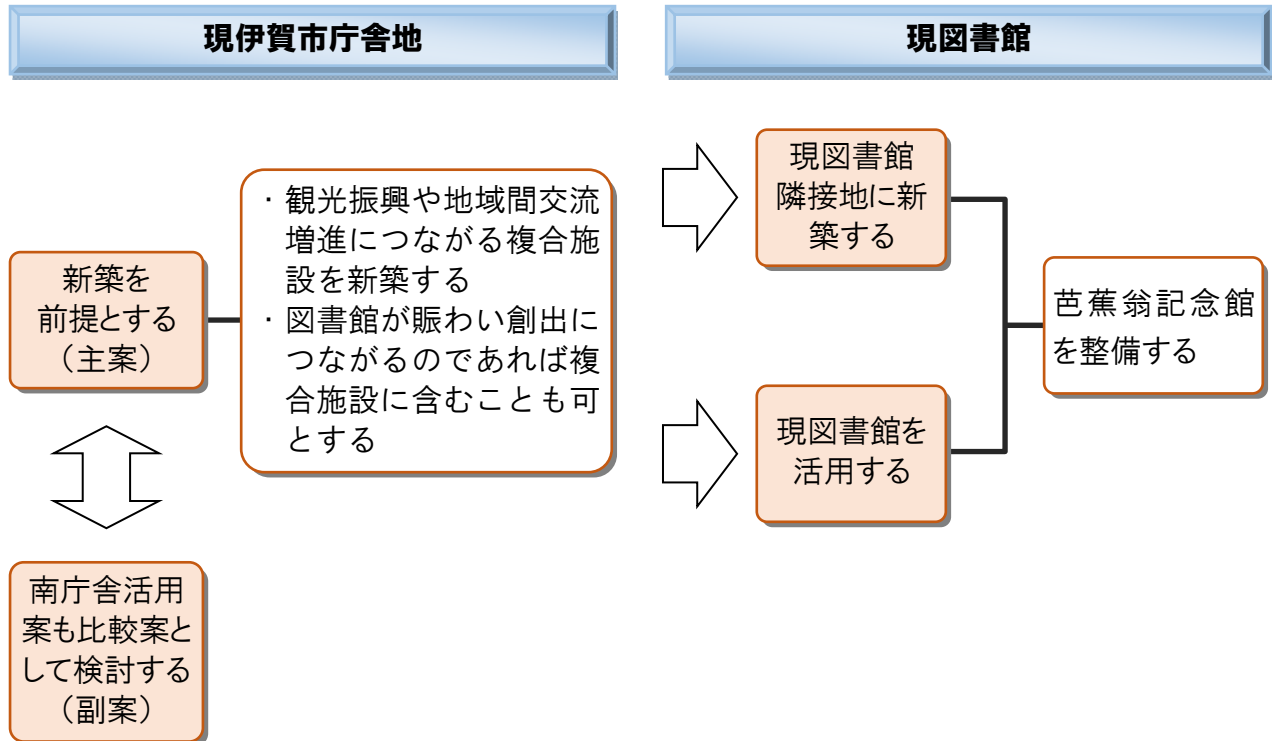 現伊賀市庁舎地
現図書館
新築を
前提とする
（主案）
・観光振興や地域間交流
増進につながる複合施
設を新築する
・図書館が賑わい創出に
つながるのであれば複
合施設に含むことも可
とする
南庁舎活用
案も比較案と
して検討する
（副案）
現図書館
隣接地に新
築する
現図書館を
活用する
芭蕉翁記念館
を整備する